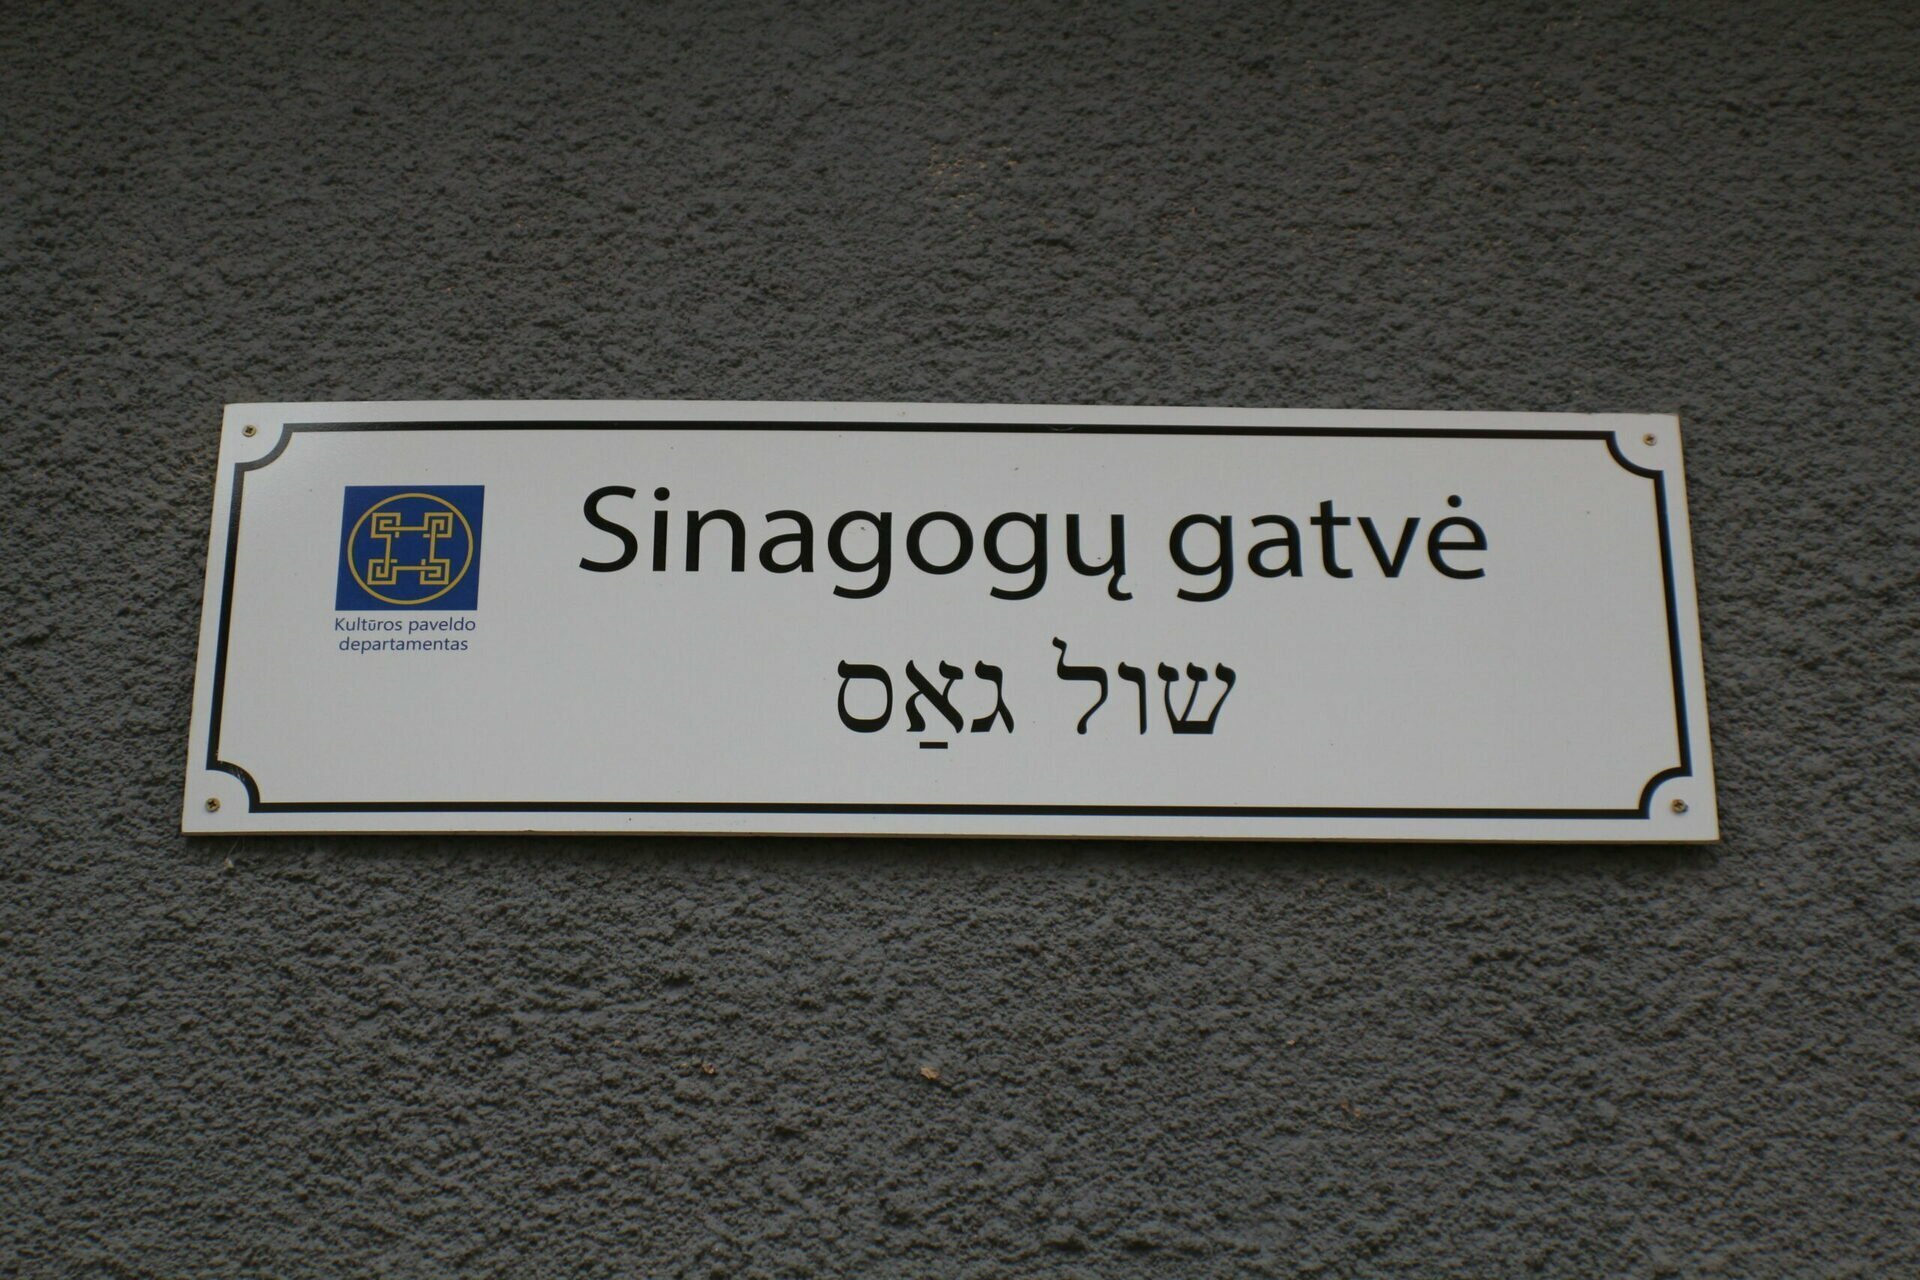 Sinagogų gatvė
שול גאַס
Kultūros paveldo
departamentas